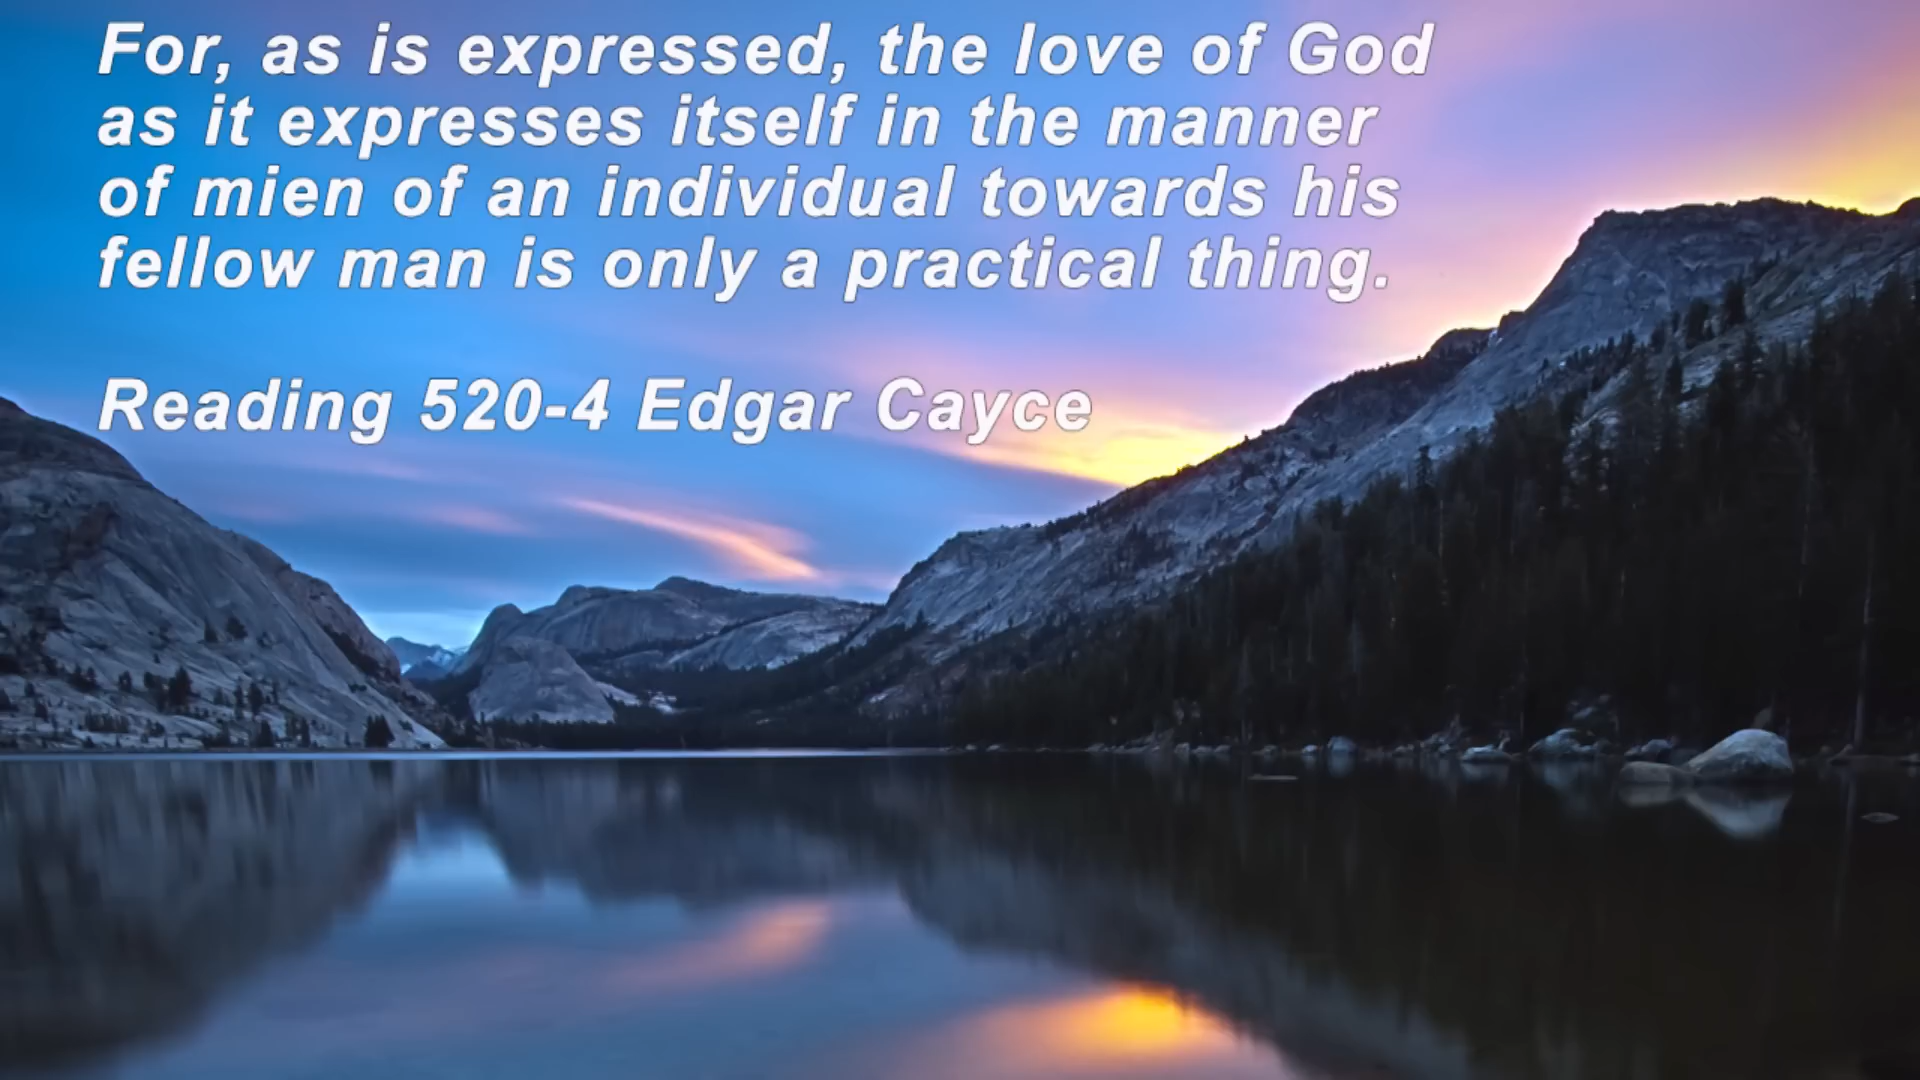 For, as is expressed, the love of God
as it expresses itself in the manner
of mien of an individual towards his
fellow man is only a practical thing.
Reading 520-4 Edgar Cayce